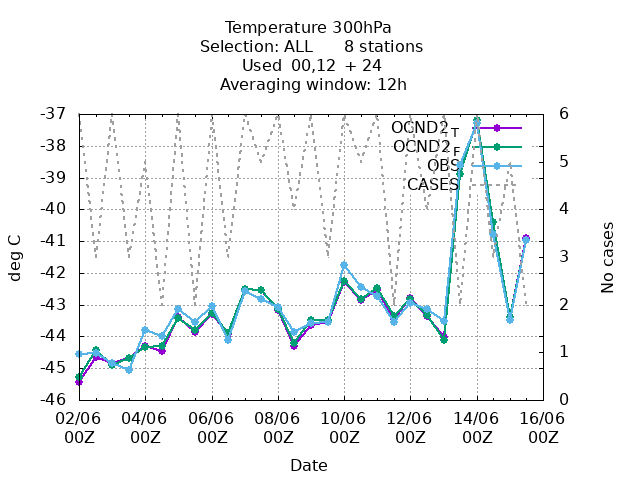 Temperature 300hPa
Selection: ALL 8 stations
Used 00,12 + 24
Averaging window: 12h
-37
-38
-39
-40
-41
-42
-43
-44
-45
-46
deg C
6
5
4
3
2
1
0
No cases
OCND2_T
OCND2_F
OBS
CASES
02/06 04/06 06/06 08/06 10/06 12/06 14/06 16/06
00Z 00Z 00Z 00Z 00Z 00Z 00Z 00Z
Date